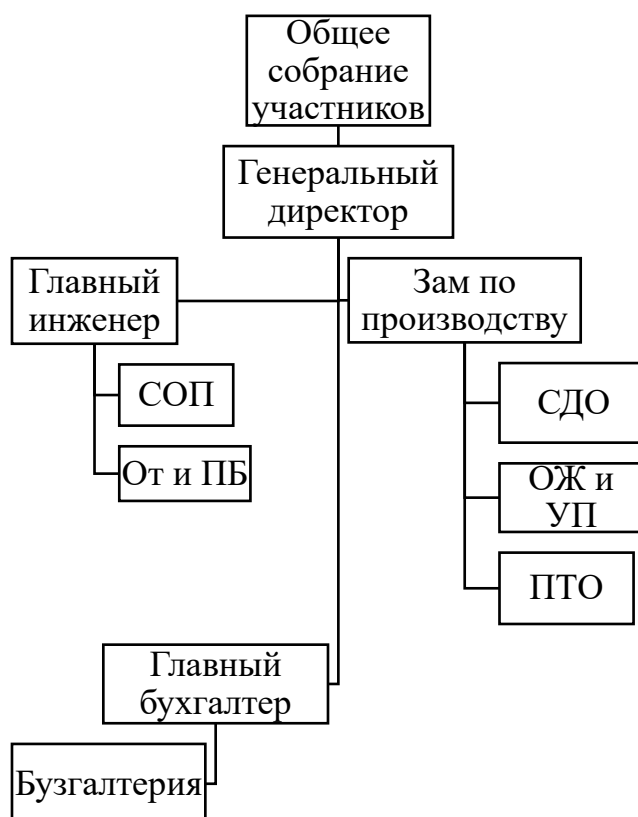 Общее
собрание
участников
Генеральный
директор
Главный
инженер
Зам по
производству
СОП
От и ПБ
СДО
ОЖ и
УП
ПТО
Главный
бухгалтер
Бузгалтерия